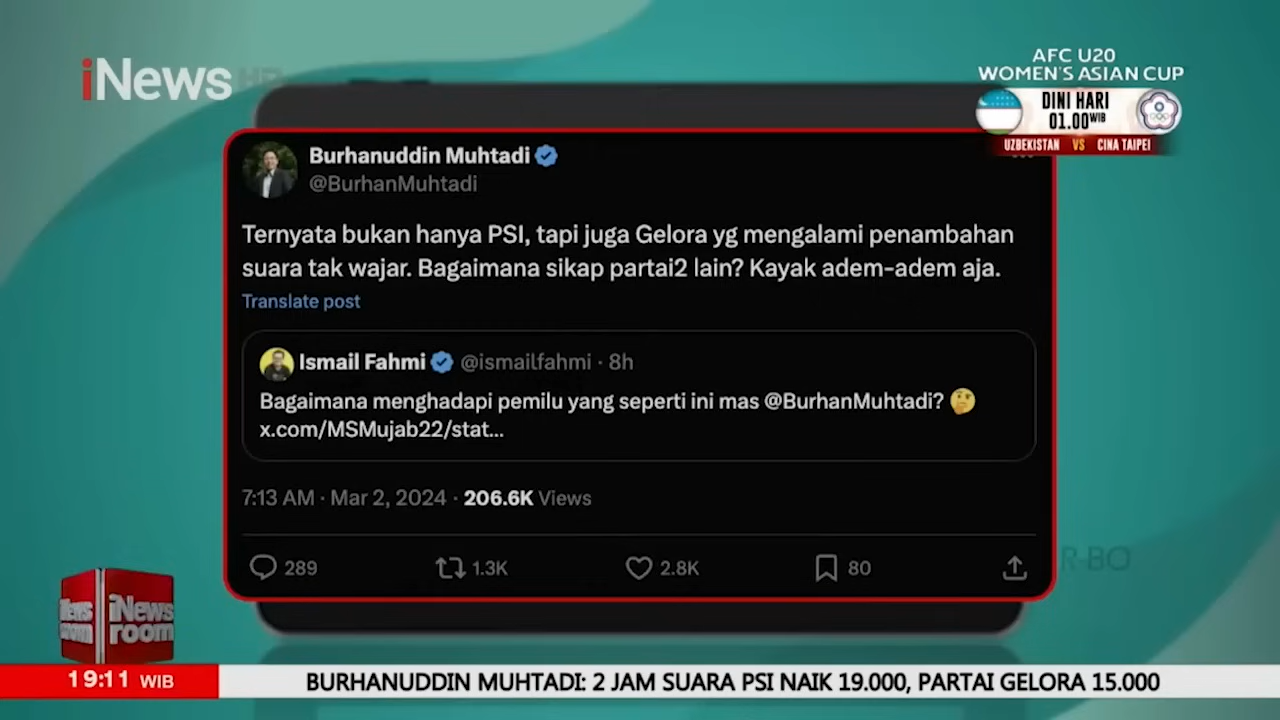 iNews
AFC U20
WOMEN'S ASIAN CUP
DINI HARI
01.00 WIB
UZBEKISTAN VS CINA TAIPEI
Burhanuddin Muhtadi
@BurhanMuhtadi
Ternyata bukan hanya PSI, tapi juga Gelora yg mengalami penambahan
suara tak wajar. Bagaimana sikap partai2 lain? Kayak adem-adem aja.
Translate post
Ismail Fahmi @ismailfahmi · 8h
Bagaimana menghadapi pemilu yang seperti ini mas @BurhanMuhtadi? 🤔
x.com/MSMujab22/stat...
7:13 AM · Mar 2, 2024 · 206.6K Views
289 1.3K 2.8K 80
R-BO
iNews
room
19:11 WIB
BURHANUDDIN MUHTADI: 2 JAM SUARA PSI NAIK 19.000, PARTAI GELORA 15.000